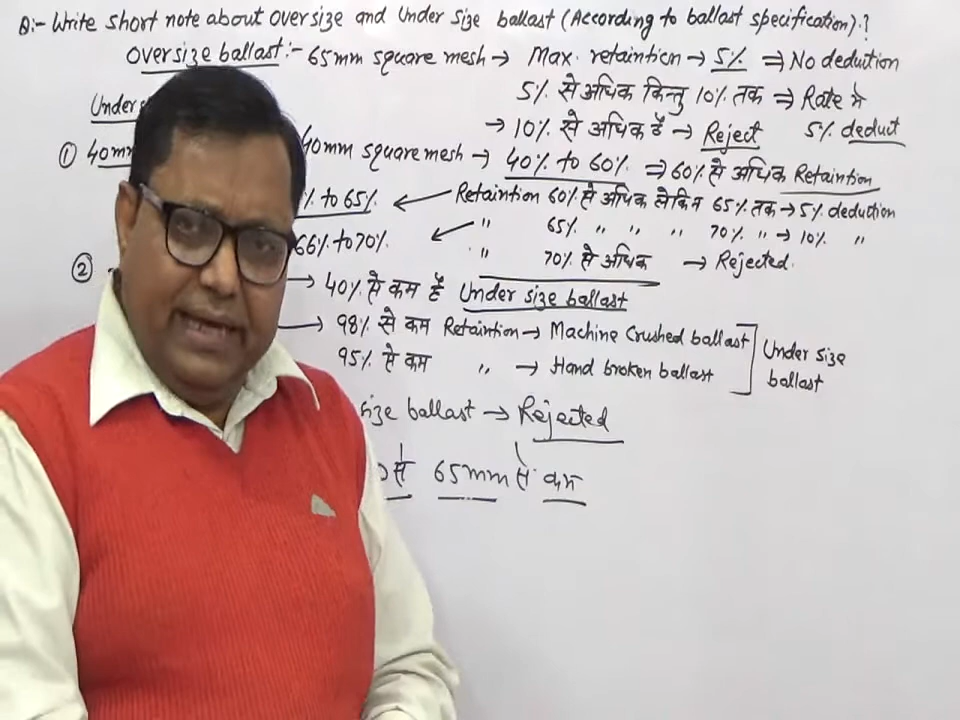 Q:- Write short note about oversize and Under size ballast (According to ballast specification).?
oversize ballast:- 65mm square mesh → Max. retaintion → 5% ⇒ No deduction
5% से अधिक किन्तु 10% तक ⇒ Rate में 5% deduct
→ 10% से अधिक है → Reject
Under
① 40mm 40mm square mesh → 40% to 60% ⇒ 60% से अधिक Retaintion
% to 65% ← Retaintion 60% से अधिक लेकिन 65% तक → 5% deduction
66% to 70% ← " 65% " " " 70% " → 10% "
" 70% से अधिक → Rejected.
② → 40% से कम है Under size ballast
→ 98% से कम Retaintion → Machine Crushed ballast
95% से कम " → Hand broken ballast
Under size ballast
size ballast → Rejected
से 65mm से कम